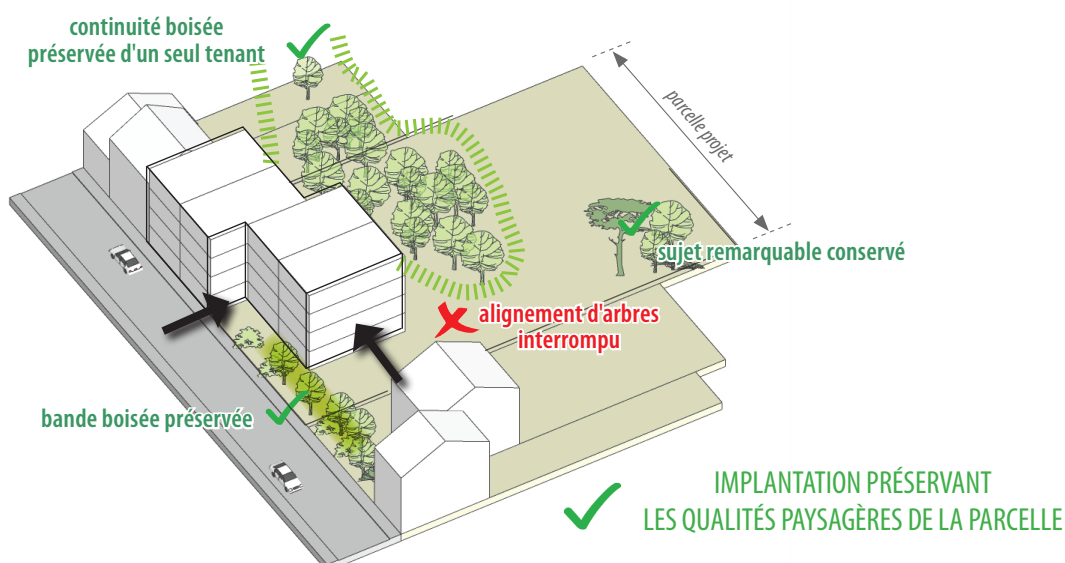 continuité boisée
préservée d'un seul tenant
parcelle projet
sujet remarquable conservé
alignement d'arbres
interrompu
bande boisée préservée
IMPLANTATION PRÉSERVANT
LES QUALITÉS PAYSAGÈRES DE LA PARCELLE